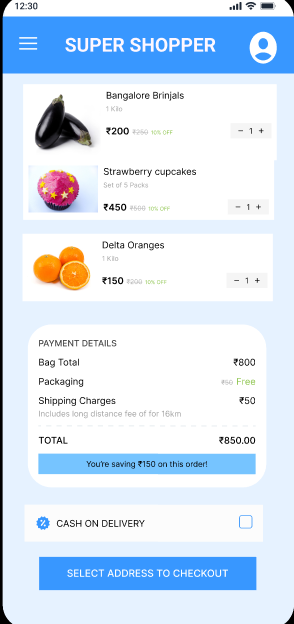 12:30
SUPER SHOPPER
Bangalore Brinjals
1 Kilo
₹200 ₹250 10% OFF
− 1 +
Strawberry cupcakes
Set of 5 Packs
₹450 ₹500 10% OFF
− 1 +
Delta Oranges
1 Kilo
₹150 ₹200 10% OFF
− 1 +
PAYMENT DETAILS
Bag Total ₹800
Packaging ₹50 Free
Shipping Charges ₹50
Includes long distance fee of for 16km
TOTAL ₹850.00
You're saving ₹150 on this order!
CASH ON DELIVERY
SELECT ADDRESS TO CHECKOUT